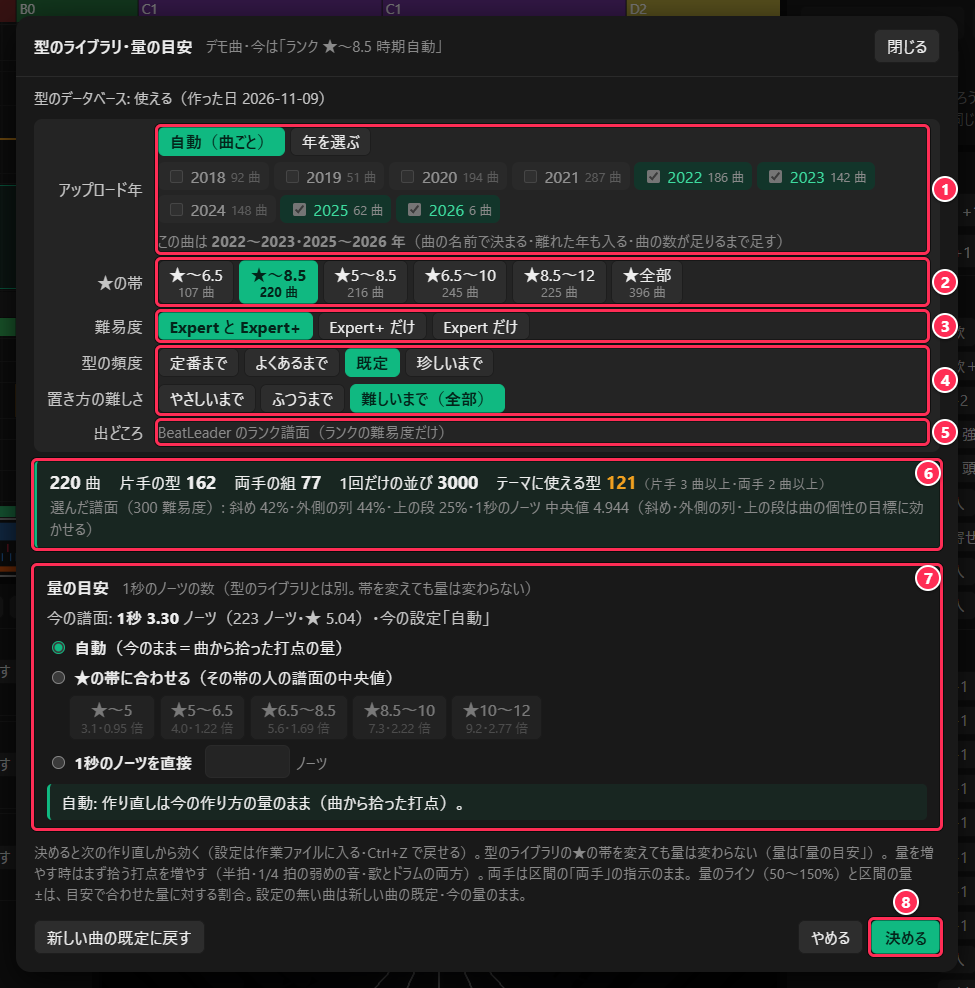 B0 C1 C1 D2
型のライブラリ・量の目安 デモ曲・今は「ランク ★～8.5 時期自動」 閉じる
型のデータベース: 使える（作った日 2026-11-09）
自動（曲ごと） 年を選ぶ
アップロード年
2018 92 曲 2019 51 曲 2020 194 曲 2021 287 曲 2022 186 曲 2023 142 曲
2024 148 曲 2025 62 曲 2026 6 曲
この曲は 2022～2023・2025～2026 年（曲の名前で決まる・離れた年も入る・曲の数が足りるまで足す）
1
★の帯
★～6.5 ★～8.5 ★5～8.5 ★6.5～10 ★8.5～12 ★全部
107 曲 220 曲 216 曲 245 曲 225 曲 396 曲
2
難易度 Expert と Expert+ Expert+ だけ Expert だけ 3
型の頻度 定番まで よくあるまで 既定 珍しいまで
4
置き方の難しさ やさしいまで ふつうまで 難しいまで（全部）
出どころ BeatLeader のランク譜面（ランクの難易度だけ） 5
220 曲 片手の型 162 両手の組 77 1回だけの並び 3000 テーマに使える型 121（片手 3 曲以上・両手 2 曲以上） 6
選んだ譜面（300 難易度）: 斜め 42%・外側の列 44%・上の段 25%・1秒のノーツ 中央値 4.944（斜め・外側の列・上の段は曲の個性の目標に効
かせる）
量の目安 1秒のノーツの数（型のライブラリとは別。帯を変えても量は変わらない） 7
今の譜面: 1秒 3.30 ノーツ（223 ノーツ・★ 5.04）・今の設定「自動」
自動（今のまま＝曲から拾った打点の量）
★の帯に合わせる（その帯の人の譜面の中央値）
★～5 ★5～6.5 ★6.5～8.5 ★8.5～10 ★10～12
3.1・0.95 倍 4.0・1.22 倍 5.6・1.69 倍 7.3・2.22 倍 9.2・2.77 倍
1秒のノーツを直接 ノーツ
自動: 作り直しは今の作り方の量のまま（曲から拾った打点）。
決めると次の作り直しから効く（設定は作業ファイルに入る・Ctrl+Z で戻せる）。型のライブラリの★の帯を変えても量は変わらない（量は「量の目安」）。量を増
やす時はまず拾う打点を増やす（半拍・1/4 拍の弱めの音・歌とドラムの両方）。両手は区間の「両手」の指示のまま。量のライン（50～150%）と区間の量
±は、目安で合わせた量に対する割合。設定の無い曲は新しい曲の既定・今の量のまま。
8
新しい曲の既定に戻す やめる 決める